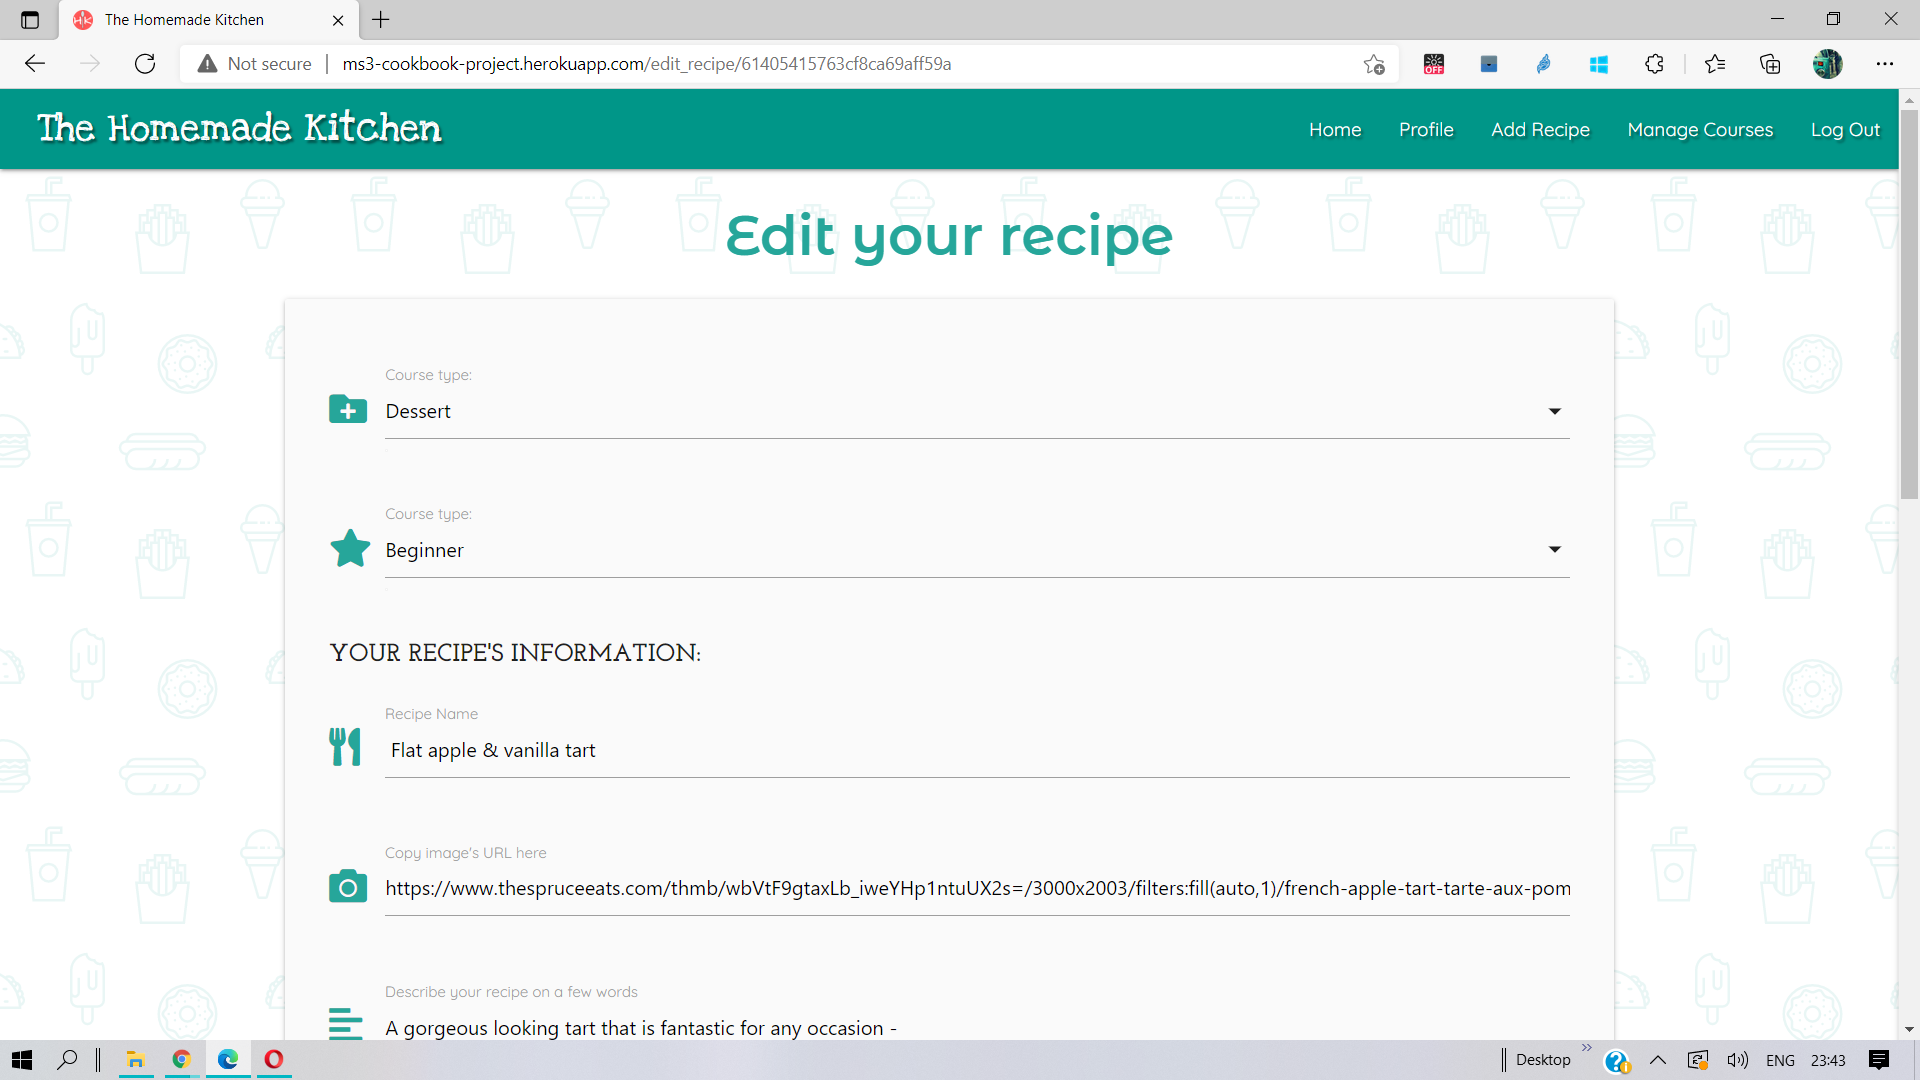 The Homemade Kitchen
Not secure
ms3-cookbook-project.herokuapp.com/edit_recipe/61405415763cf8ca69aff59a
OFF
The Homemade Kitchen
Home Profile Add Recipe Manage Courses Log Out
Edit your recipe
Course type:
Dessert
Course type:
Beginner
YOUR RECIPE'S INFORMATION:
Recipe Name
Flat apple & vanilla tart
Copy image's URL here
https://www.thespruceeats.com/thmb/wbVtF9gtaxLb_iweYHp1ntuUX2s=/3000x2003/filters:fill(auto,1)/french-apple-tart-tarte-aux-pom
Describe your recipe on a few words
A gorgeous looking tart that is fantastic for any occasion -
Desktop
ENG
23:43